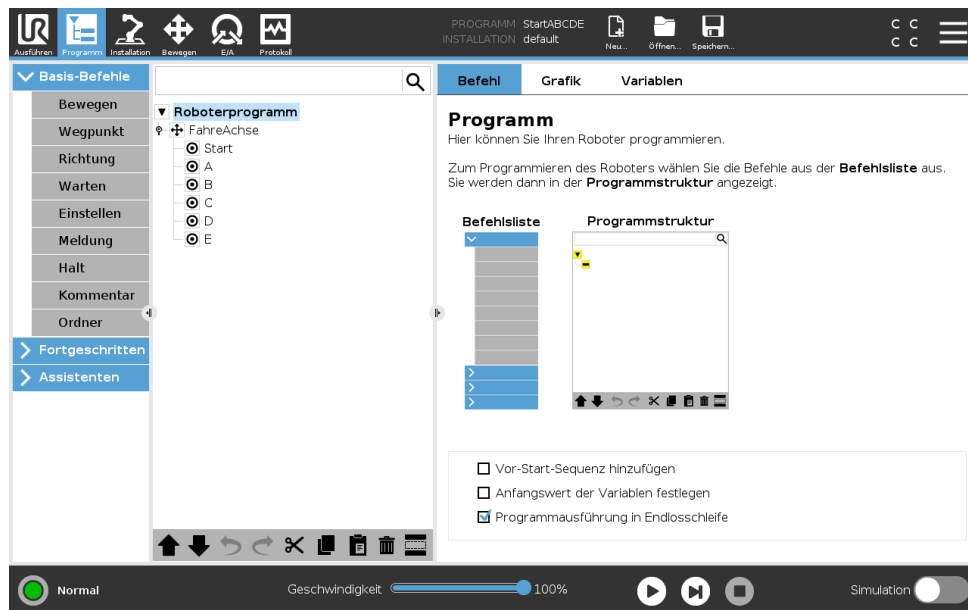 PROGRAMM StartABCDE
INSTALLATION default
Ausführen
Programm
Installation
Bewegen
E/A
Protokoll
Neu...
Öffnen...
Speichern...
C C
C C
Basis-Befehle
Bewegen
Wegpunkt
Richtung
Warten
Einstellen
Meldung
Halt
Kommentar
Ordner
Fortgeschritten
Assistenten
Roboterprogramm
FahreAchse
Start
A
B
C
D
E
Befehl
Grafik
Variablen
Programm
Hier können Sie Ihren Roboter programmieren.
Zum Programmieren des Roboters wählen Sie die Befehle aus der Befehlsliste aus.
Sie werden dann in der Programmstruktur angezeigt.
Befehlsliste
Programmstruktur
Vor-Start-Sequenz hinzufügen
Anfangswert der Variablen festlegen
Programmausführung in Endlosschleife
Normal
Geschwindigkeit
100%
Simulation